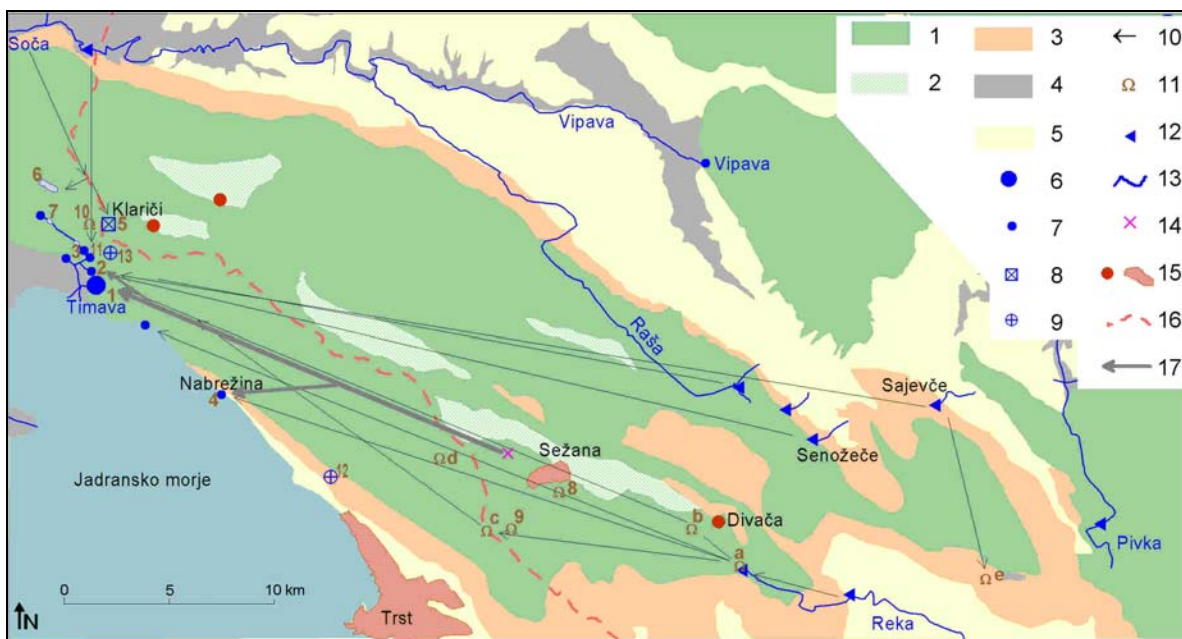 Soča
Vipava
Vipava
6
7
10
Klariči
5
3
11
13
2
1
Timava
Raša
Nabrežina
4
Sajevče
Sežana
Senožeče
12
d
8
Jadransko morje
c
9
b
Divača
a
Pivka
e
0 5 10 km
N
Trst
Reka
1 3 10
2 4 11
5 12
6 13
7 14
8 15
9 16
17